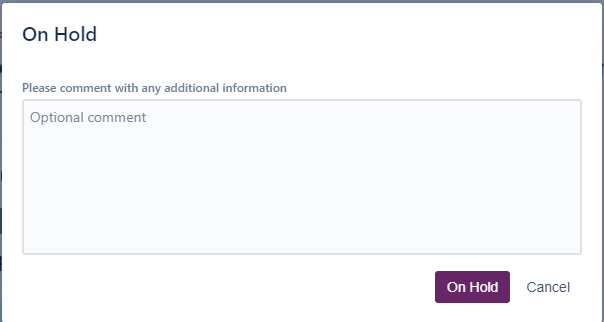 On Hold
Please comment with any additional information
Optional comment
On Hold Cancel